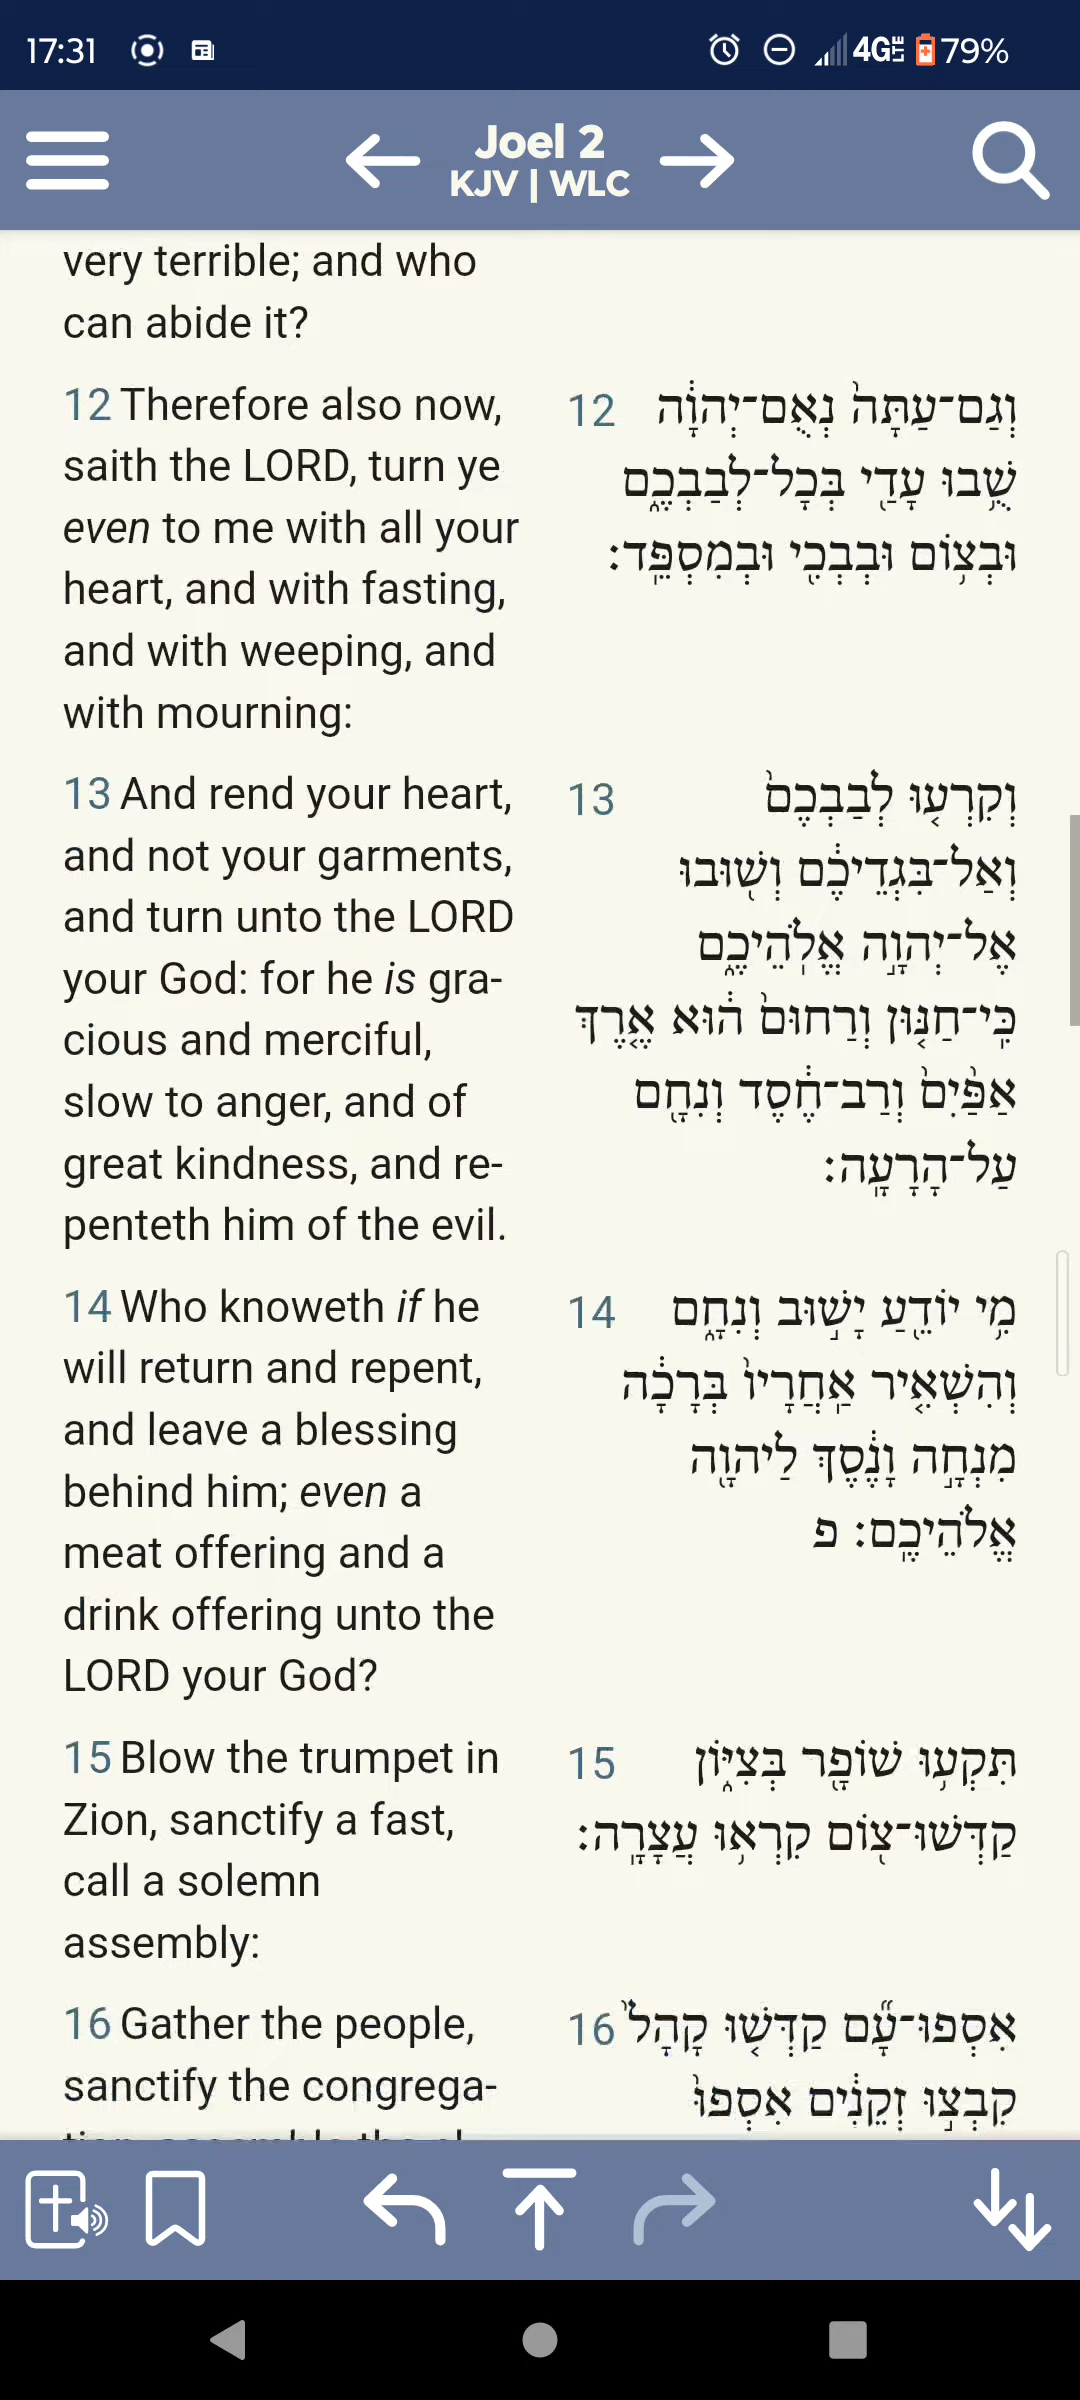 17:31 4G LTE 79%
Joel 2
KJV | WLC
very terrible; and who
can abide it?
12 Therefore also now,
saith the LORD, turn ye
even to me with all your
heart, and with fasting,
and with weeping, and
with mourning:
12 וְגַם־עַתָּה֙ נְאֻם־יְהוָ֔ה
שֻׁ֥בוּ עָדַ֖י בְּכָל־לְבַבְכֶ֑ם
וּבְצ֥וֹם וּבְבְכִ֖י וּבְמִסְפֵּֽד׃
13 And rend your heart,
and not your garments,
and turn unto the LORD
your God: for he is gra-
cious and merciful,
slow to anger, and of
great kindness, and re-
penteth him of the evil.
13 וְקִרְע֤וּ לְבַבְכֶם֙
וְאַל־בִּגְדֵיכֶ֔ם וְשׁ֖וּבוּ
אֶל־יְהוָ֣ה אֱלֹֽהֵיכֶ֑ם
כִּֽי־חַנּ֤וּן וְרַחוּם֙ ה֔וּא אֶ֤רֶךְ
אַפַּ֙יִם֙ וְרַב־חֶ֔סֶד וְנִחָ֖ם
עַל־הָרָעָֽה׃
14 Who knoweth if he
will return and repent,
and leave a blessing
behind him; even a
meat offering and a
drink offering unto the
LORD your God?
14 מִ֥י יוֹדֵ֖עַ יָשׁ֣וּב וְנִחָ֑ם
וְהִשְׁאִ֤יר אַֽחֲרָיו֙ בְּרָכָ֔ה
מִנְחָ֣ה וָנֶ֔סֶךְ לַיהוָ֖ה
אֱלֹהֵיכֶֽם׃ פ
15 Blow the trumpet in
Zion, sanctify a fast,
call a solemn
assembly:
15 תִּקְע֥וּ שׁוֹפָ֖ר בְּצִיּ֑וֹן
קַדְּשׁוּ־צ֖וֹם קִרְא֥וּ עֲצָרָֽה׃
16 Gather the people,
sanctify the congrega-
16 אִסְפוּ־עָ֞ם קַדְּשׁ֤וּ קָהָל֙
קִבְצ֣וּ זְקֵנִ֔ים אִסְפוּ֙